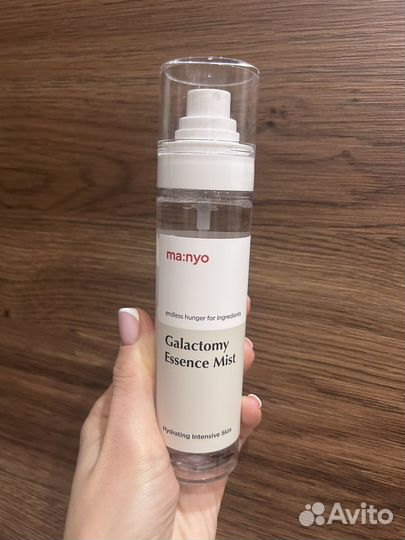 ma:nyo
endless hunger for ingredients
Galactomy
Essence Mist
Hydrating Intensive Skin
Avito